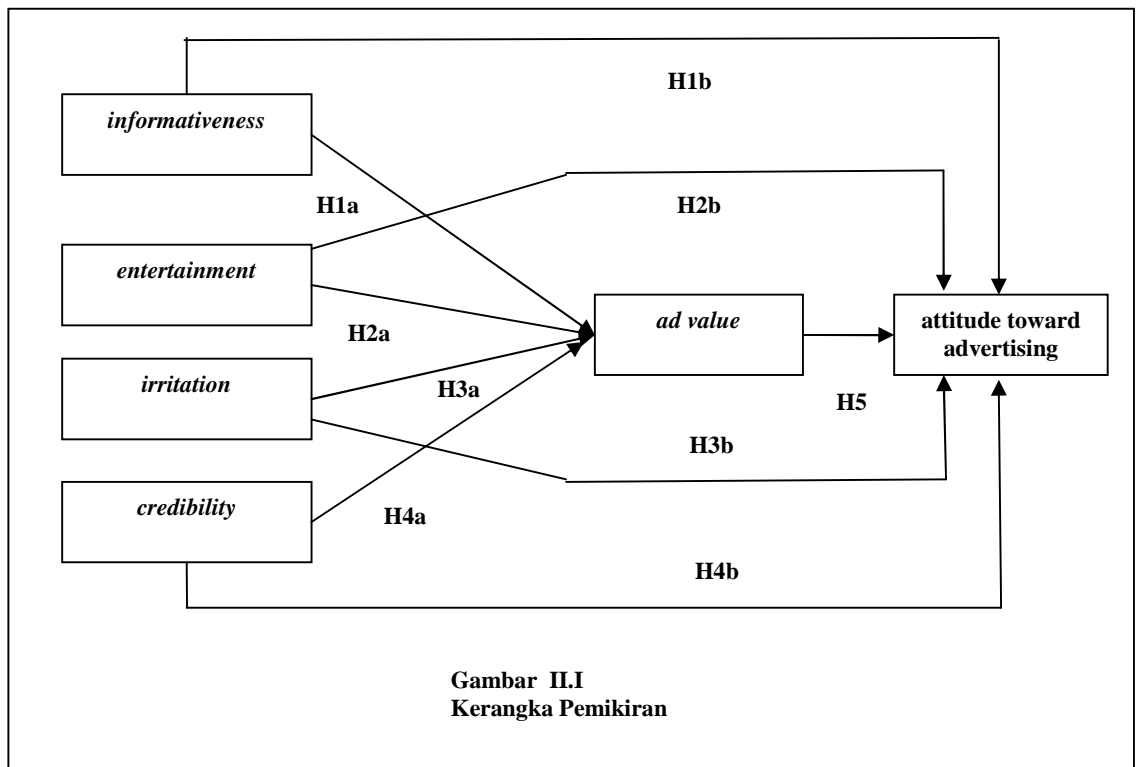 H1b
informativeness
H1a
H2b
entertainment
H2a
ad value
attitude toward
advertising
irritation
H3a
H5
H3b
credibility
H4a
H4b
Gambar II.I
Kerangka Pemikiran